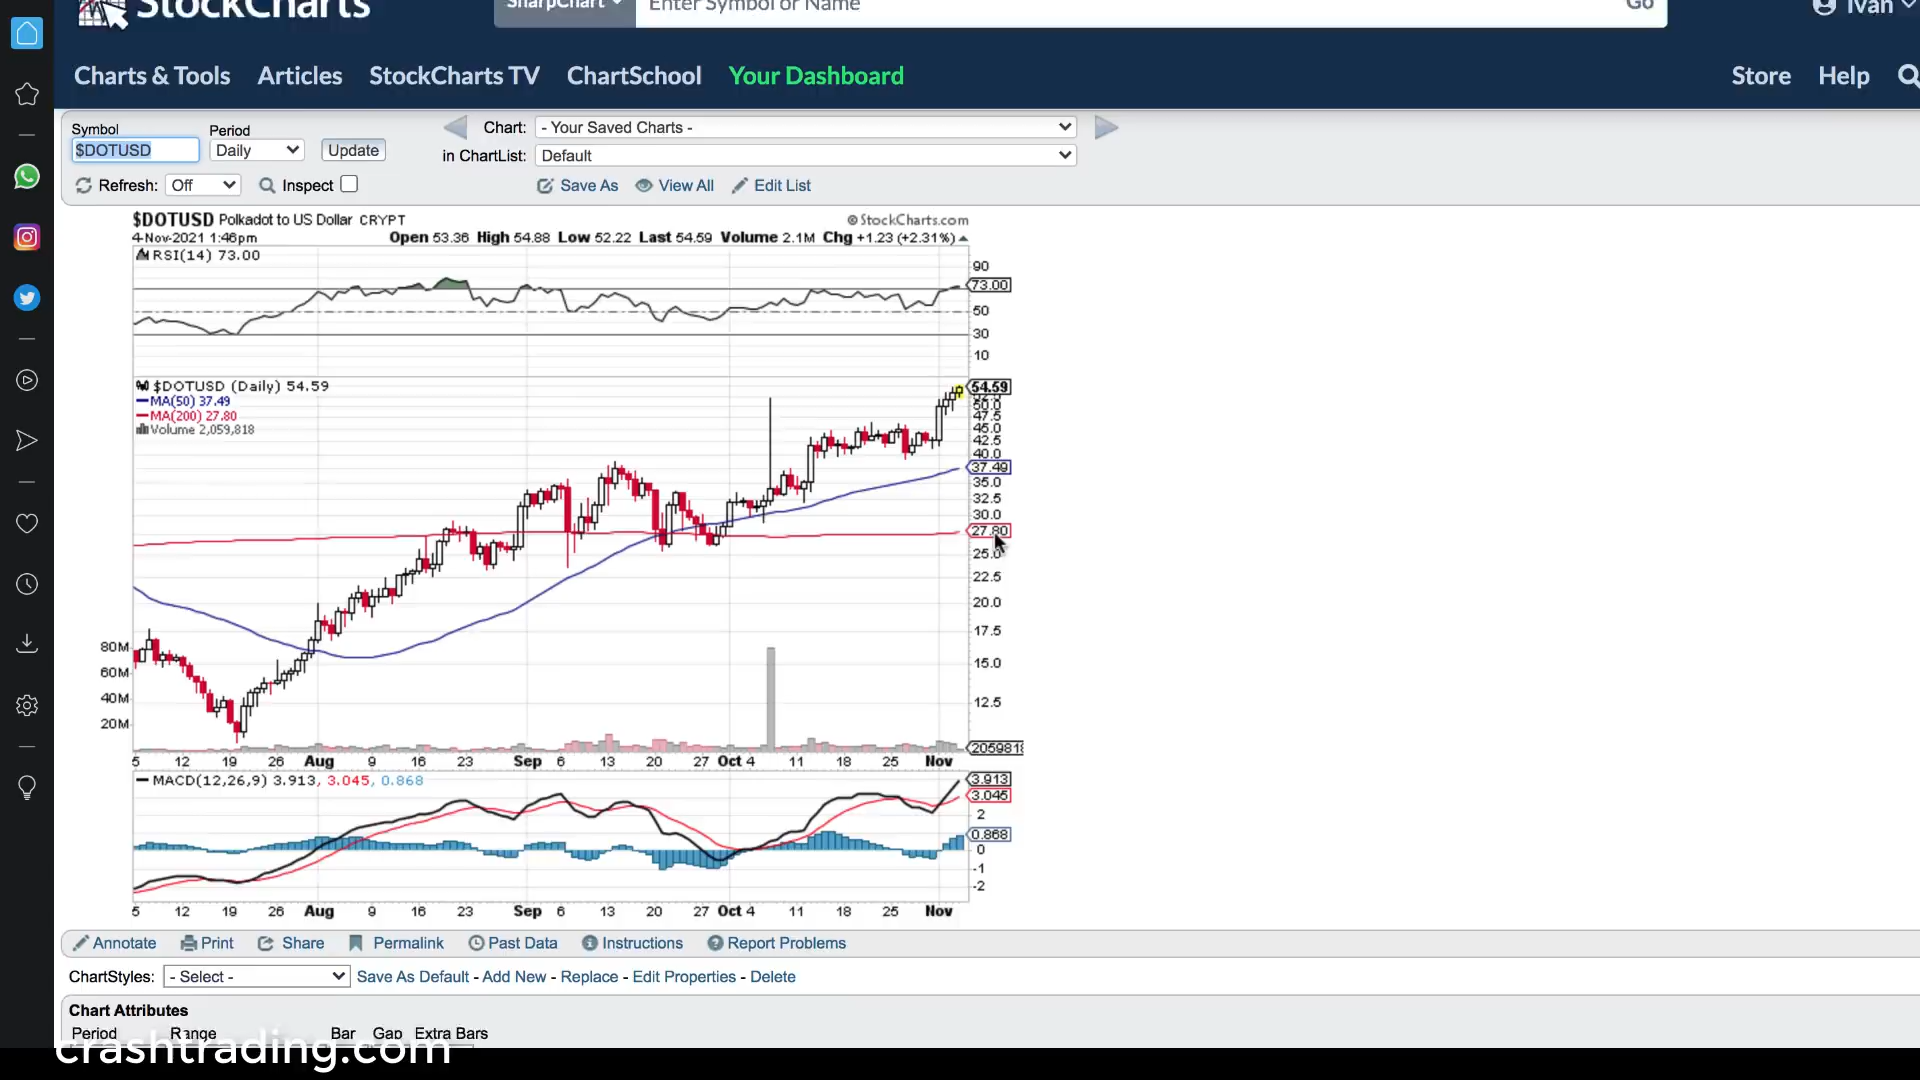 StockCharts SharpChart Enter Symbol or Name Go Ivan
Charts & Tools Articles StockCharts TV ChartSchool Your Dashboard Store Help
Symbol Period Chart: - Your Saved Charts -
$DOTUSD Daily Update in ChartList: Default
Refresh: Off Inspect Save As View All Edit List
$DOTUSD Polkadot to US Dollar CRYPT © StockCharts.com
4-Nov-2021 1:46pm Open 53.36 High 54.88 Low 52.22 Last 54.59 Volume 2.1M Chg +1.23 (+2.31%)
RSI(14) 73.00
90
73.00
50
30
10
$DOTUSD (Daily) 54.59 54.59
MA(50) 37.49 50.0
MA(200) 27.80 47.5
Volume 2,059,818 45.0
42.5
40.0
37.49
35.0
32.5
30.0
27.80
25.0
22.5
20.0
17.5
80M 15.0
60M
40M 12.5
20M
2059818
5 12 19 26 Aug 9 16 23 Sep 6 13 20 27 Oct 4 11 18 25 Nov
MACD(12,26,9) 3.913, 3.045, 0.868 3.913
3.045
2
0.868
0
-1
-2
5 12 19 26 Aug 9 16 23 Sep 6 13 20 27 Oct 4 11 18 25 Nov
Annotate Print Share Permalink Past Data Instructions Report Problems
ChartStyles: - Select - Save As Default - Add New - Replace - Edit Properties - Delete
Chart Attributes
Period Range Bar Gap Extra Bars
crashtrading.com